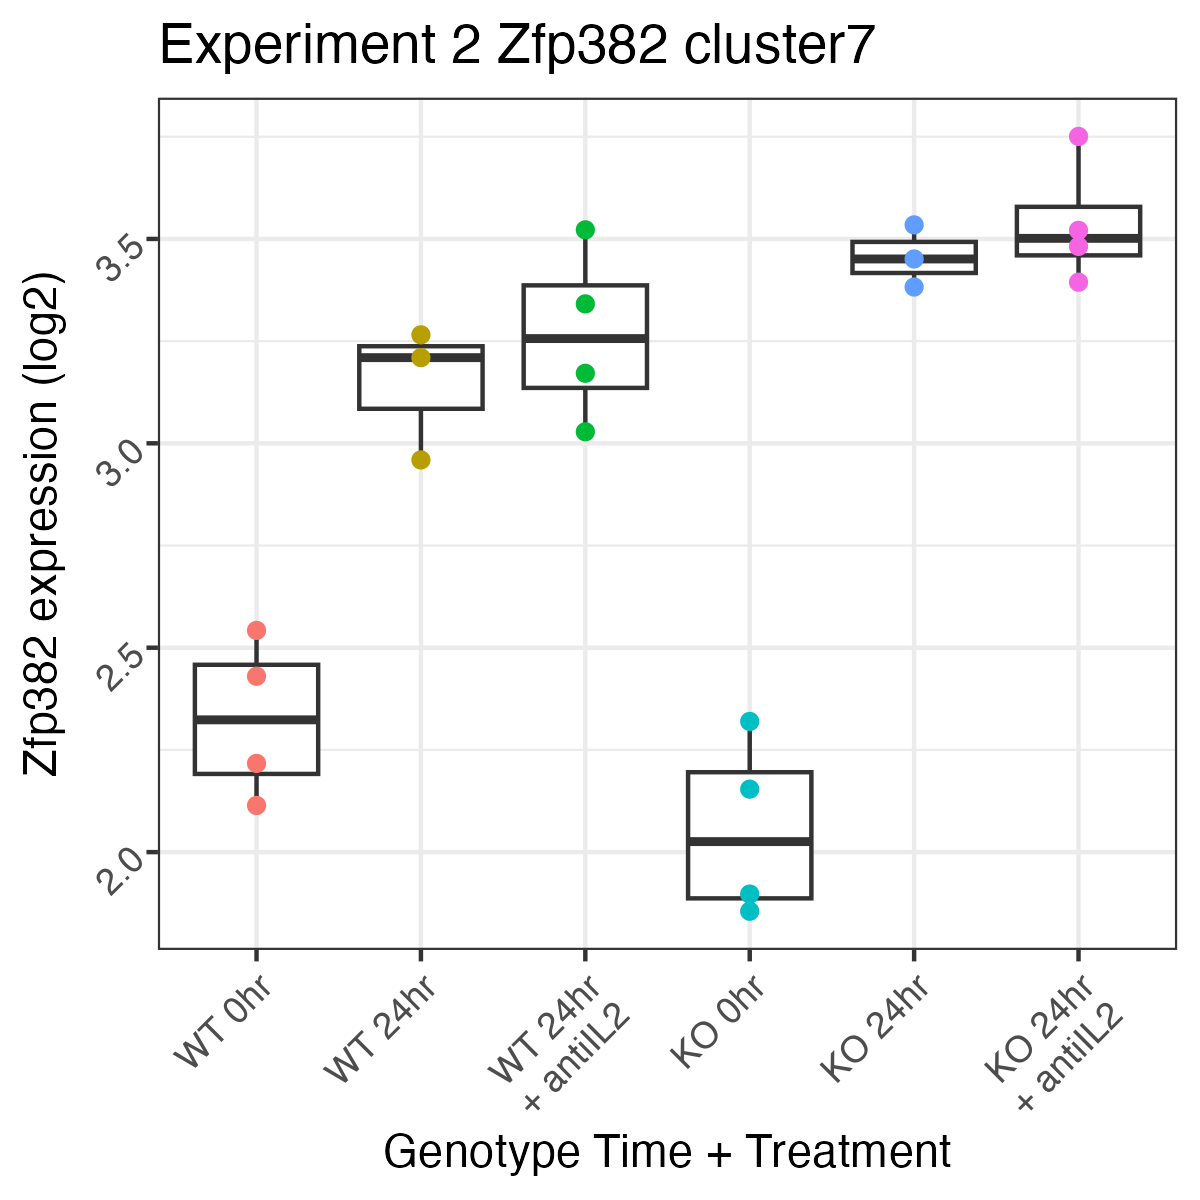 Experiment 2 Zfp382 cluster7
Zfp382 expression (log2)
3.5
3.0
2.5
2.0
WT 0hr
WT 24hr
WT 24hr
+ antiIL2
KO 0hr
KO 24hr
KO 24hr
+ antiIL2
Genotype Time + Treatment